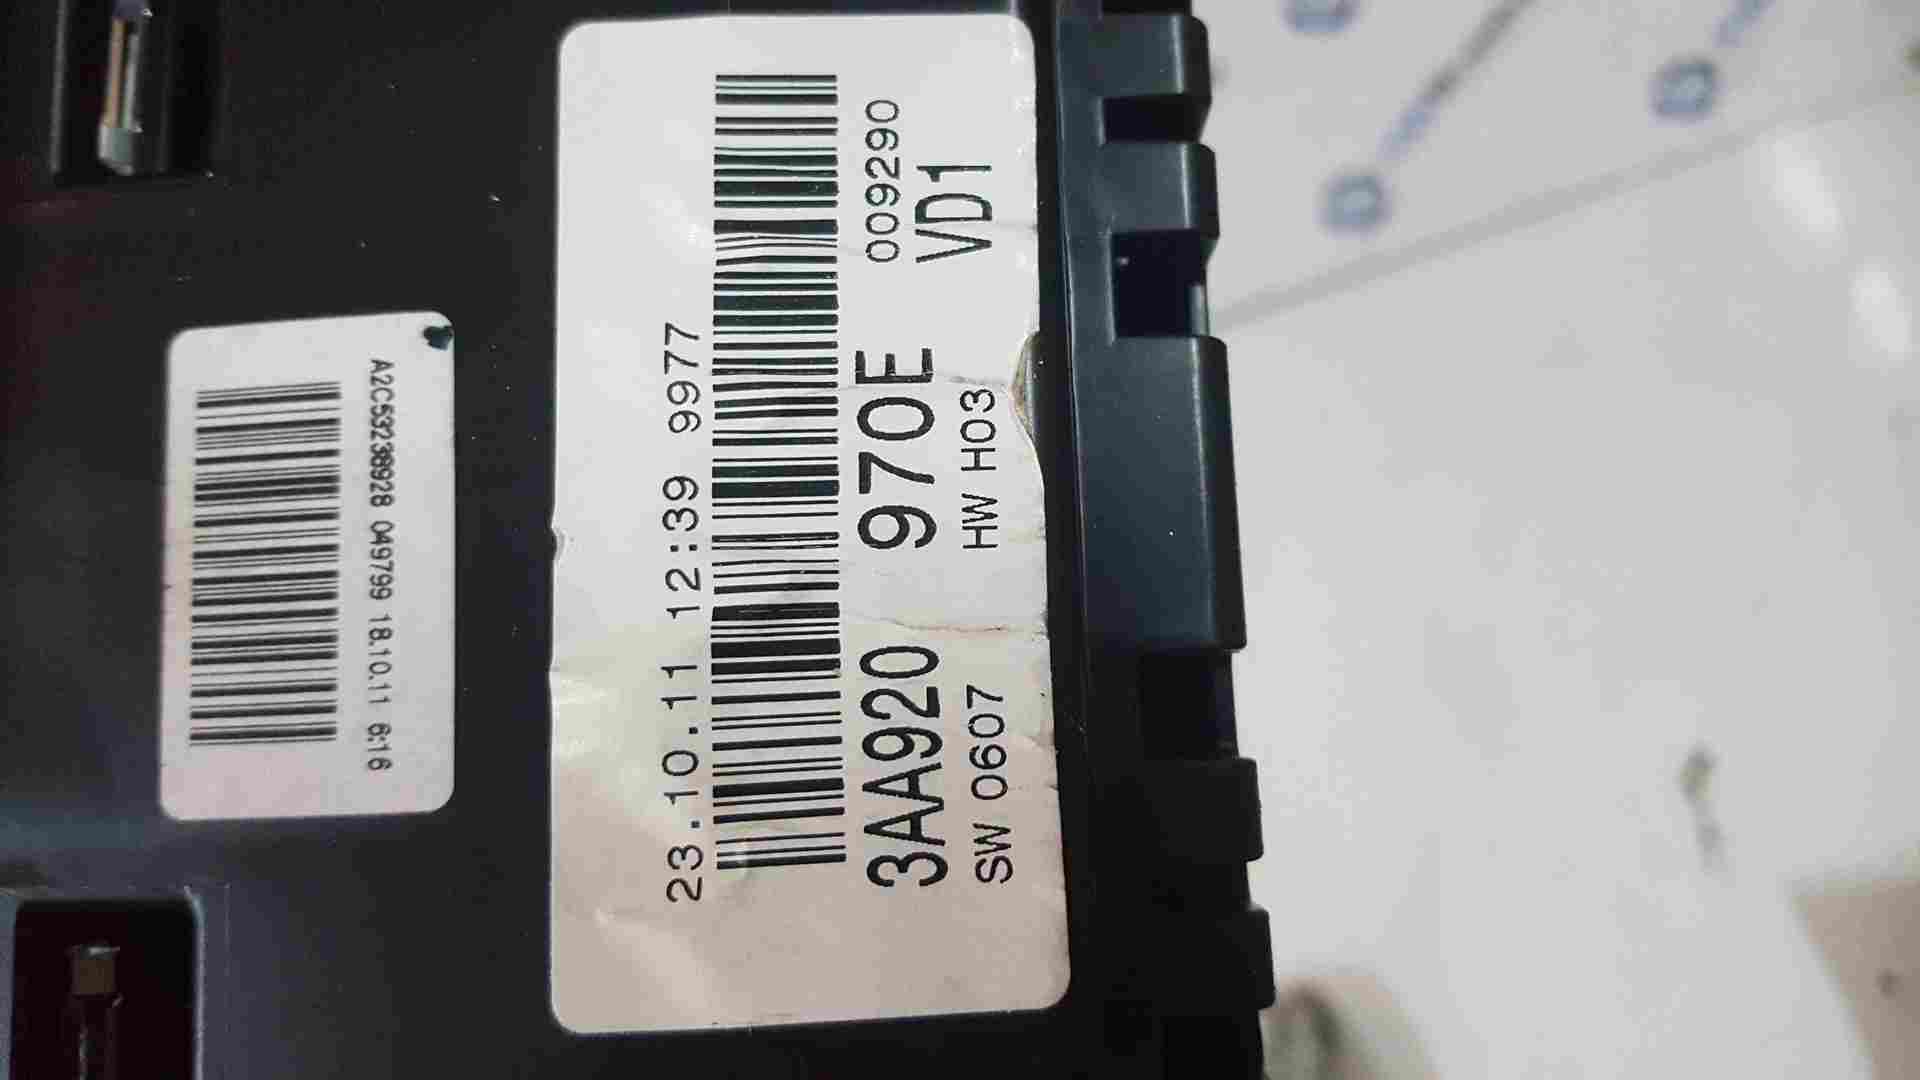 23.10.11 12:39 9977
009290
3AA920 970E VD1
SW 0607 HW H03
A2C53238928 049799 18.10.11 6:16